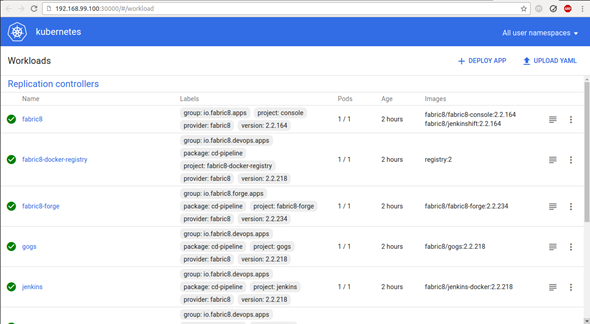 192.168.99.100:30000/#/workload
kubernetes
All user namespaces
Workloads
DEPLOY APP
UPLOAD YAML
Replication controllers
Name Labels Pods Age Images
fabric8
group: io.fabric8.apps project: console
provider: fabric8 version: 2.2.164
1 / 1
2 hours
fabric8/fabric8-console:2.2.164
fabric8/jenkinshift:2.2.164
fabric8-docker-registry
group: io.fabric8.devops.apps
package: cd-pipeline
project: fabric8-docker-registry
provider: fabric8 version: 2.2.218
1 / 1
2 hours
registry:2
fabric8-forge
group: io.fabric8.forge.apps
package: cd-pipeline project: fabric8-forge
provider: fabric8 version: 2.2.234
1 / 1
2 hours
fabric8/fabric8-forge:2.2.234
gogs
group: io.fabric8.devops.apps
package: cd-pipeline project: gogs
provider: fabric8 version: 2.2.218
1 / 1
2 hours
fabric8/gogs:2.2.218
jenkins
group: io.fabric8.devops.apps
package: cd-pipeline project: jenkins
provider: fabric8 version: 2.2.218
1 / 1
2 hours
fabric8/jenkins-docker:2.2.218
group: io.fabric8.devops.apps